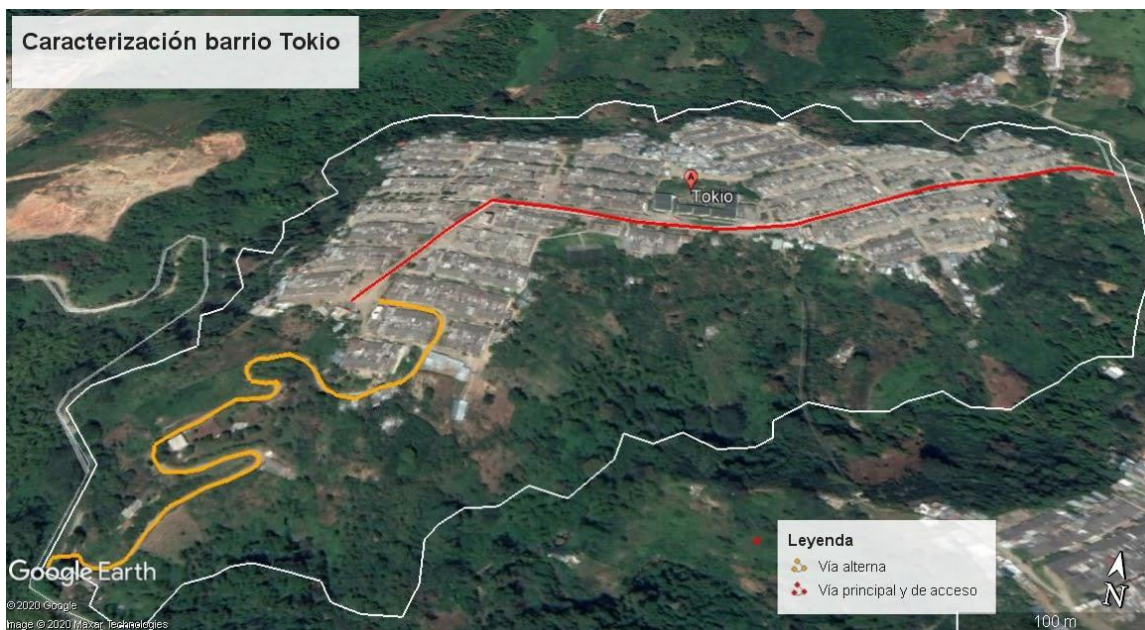 Caracterización barrio Tokio
A
Tokio
Leyenda
Vía alterna
Vía principal y de acceso
Google Earth
N
© 2020 Google
Image © 2020 Maxar Technologies
100 m